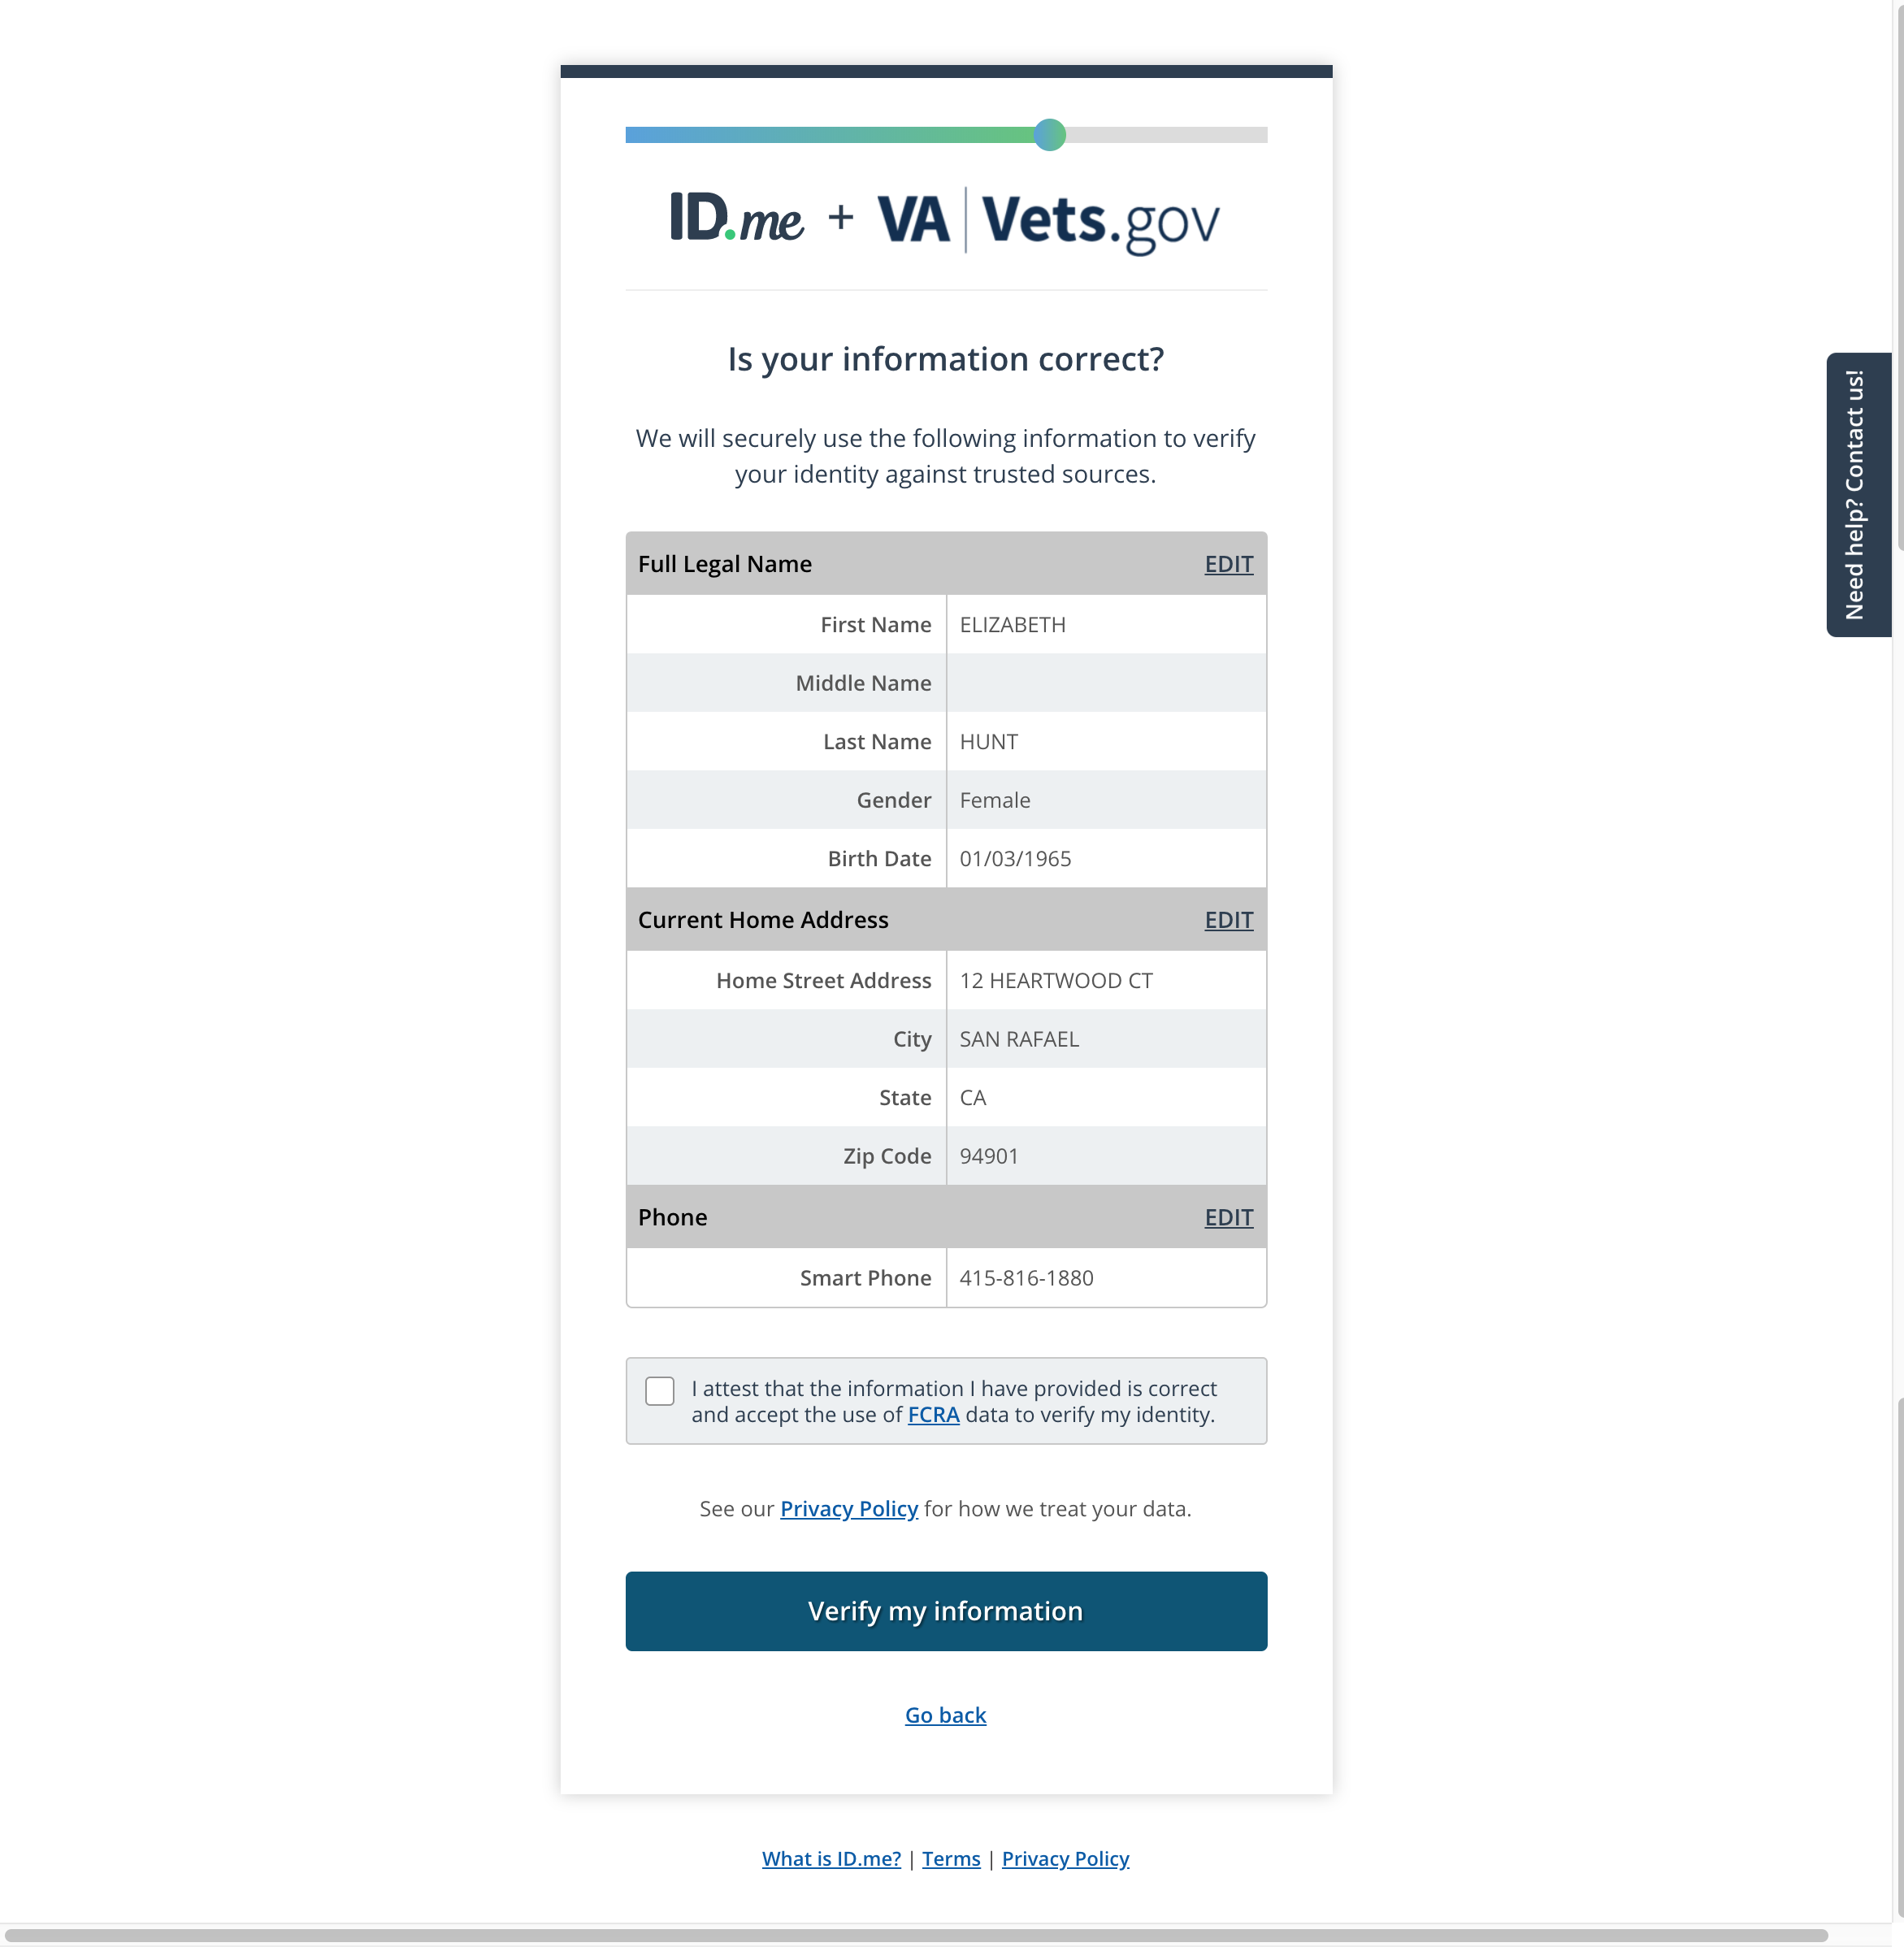 ID.me + VA | Vets.gov
Is your information correct?
We will securely use the following information to verify
your identity against trusted sources.
Full Legal Name EDIT
First Name ELIZABETH
Middle Name
Last Name HUNT
Gender Female
Birth Date 01/03/1965
Current Home Address EDIT
Home Street Address 12 HEARTWOOD CT
City SAN RAFAEL
State CA
Zip Code 94901
Phone EDIT
Smart Phone 415-816-1880
I attest that the information I have provided is correct
and accept the use of FCRA data to verify my identity.
See our Privacy Policy for how we treat your data.
Verify my information
Go back
What is ID.me? | Terms | Privacy Policy
Need help? Contact us!